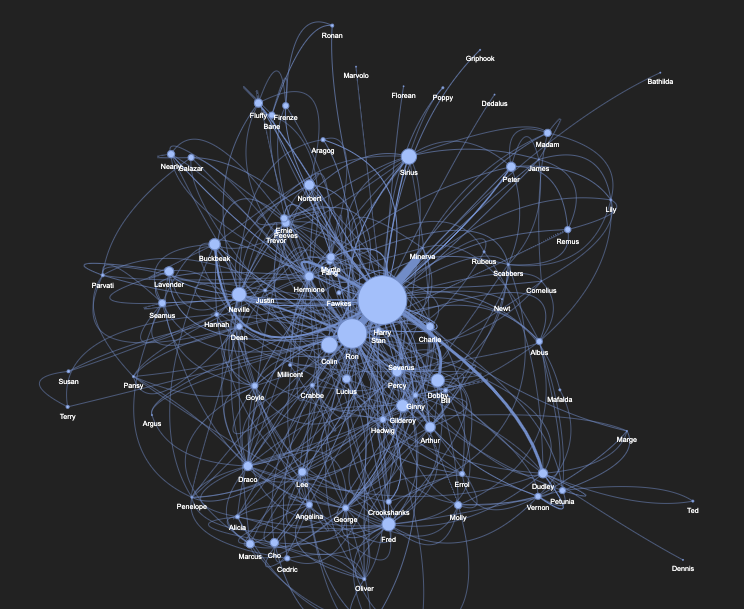 Ronan
Griphook
Marvolo
Bathilda
Florean
Poppy
Dedalus
Fluffy
Firenze
Bane
Madam
Aragog
Nearly
Salazar
Sirius
James
Peter
Norbert
Lily
Ernie
Peeves
Trevor
Remus
Buckbeak
Minerva
Rubeus
Scabbers
Parvati
Lavender
Hermione
Cornelius
Justin
Fawkes
Neville
Newt
Seamus
Hannah
Harry
Dean
Charlie
Stan
Albus
Ron
Colin
Severus
Millicent
Susan
Pansy
Percy
Crabbe
Lucius
Dobby
Goyle
Bill
Mafalda
Ginny
Terry
Gilderoy
Argus
Hedwig
Arthur
Marge
Draco
Lee
Errol
Dudley
Petunia
Penelope
Vernon
Ted
Crookshanks
Angelina
George
Molly
Alicia
Fred
Marcus
Cho
Cedric
Dennis
Oliver